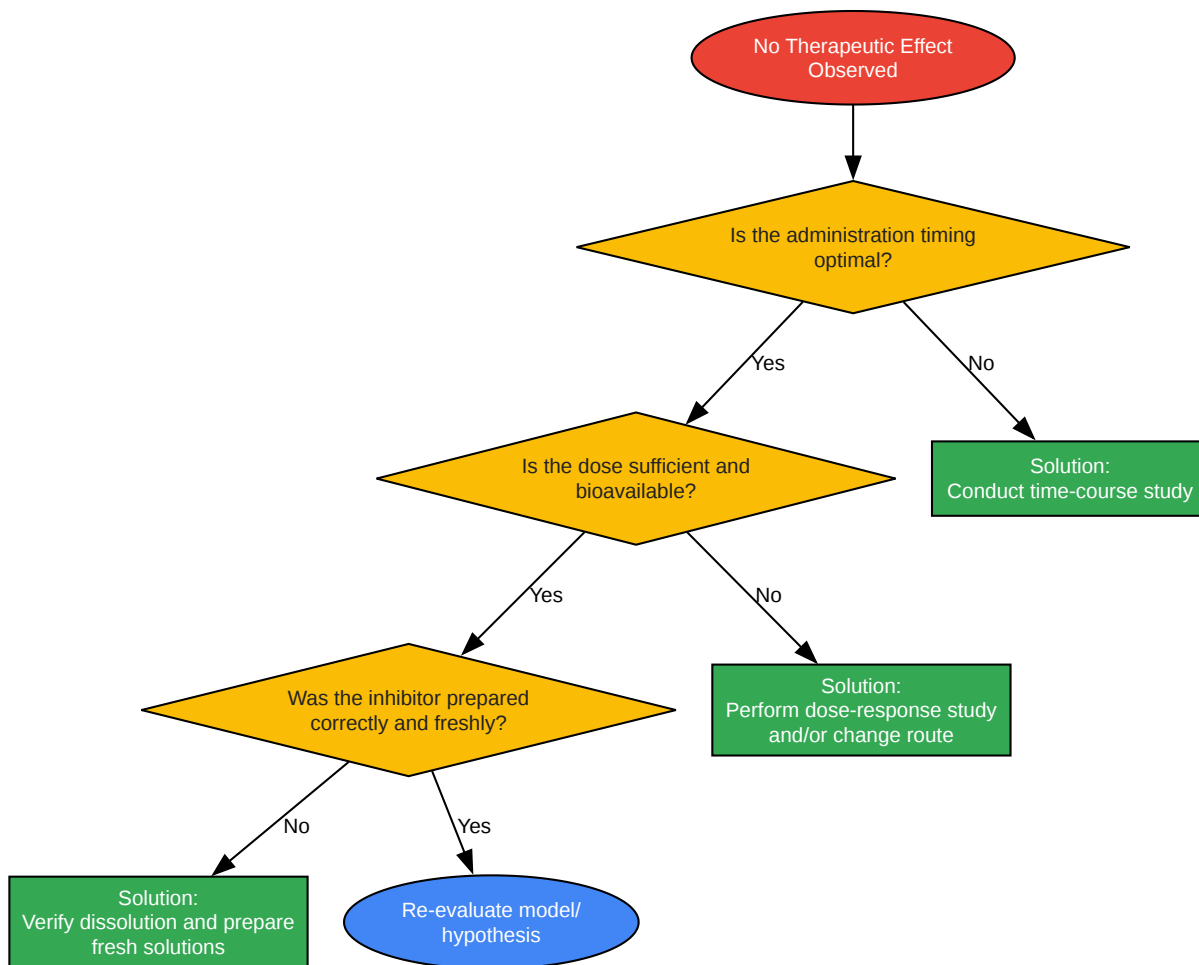 No Therapeutic Effect
Observed
Is the administration timing
optimal?
Yes
No
Is the dose sufficient and
bioavailable?
Solution:
Conduct time-course study
Yes
No
Was the inhibitor prepared
correctly and freshly?
Solution:
Perform dose-response study
and/or change route
No
Yes
Solution:
Verify dissolution and prepare
fresh solutions
Re-evaluate model/
hypothesis